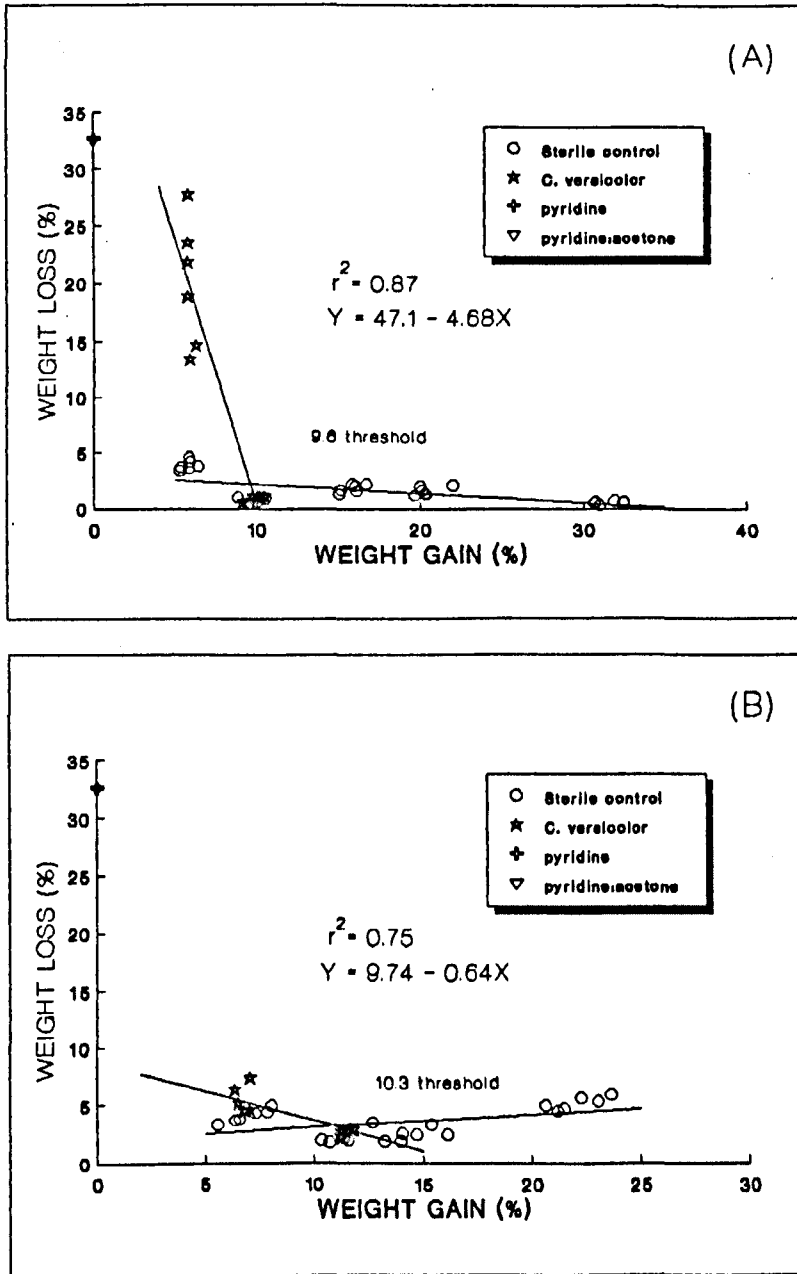 (A)
35
30
25
20
15
10
5
0
WEIGHT LOSS (%)
○ Sterile control
☆ C. versicolor
+ pyridine
▽ pyridine:acetone
r² = 0.87
Y = 47.1 - 4.68X
9.6 threshold
0 10 20 30 40
WEIGHT GAIN (%)
(B)
35
30
25
20
15
10
5
0
WEIGHT LOSS (%)
○ Sterile control
☆ C. versicolor
+ pyridine
▽ pyridine:acetone
r² = 0.75
Y = 9.74 - 0.64X
10.3 threshold
0 5 10 15 20 25 30
WEIGHT GAIN (%)